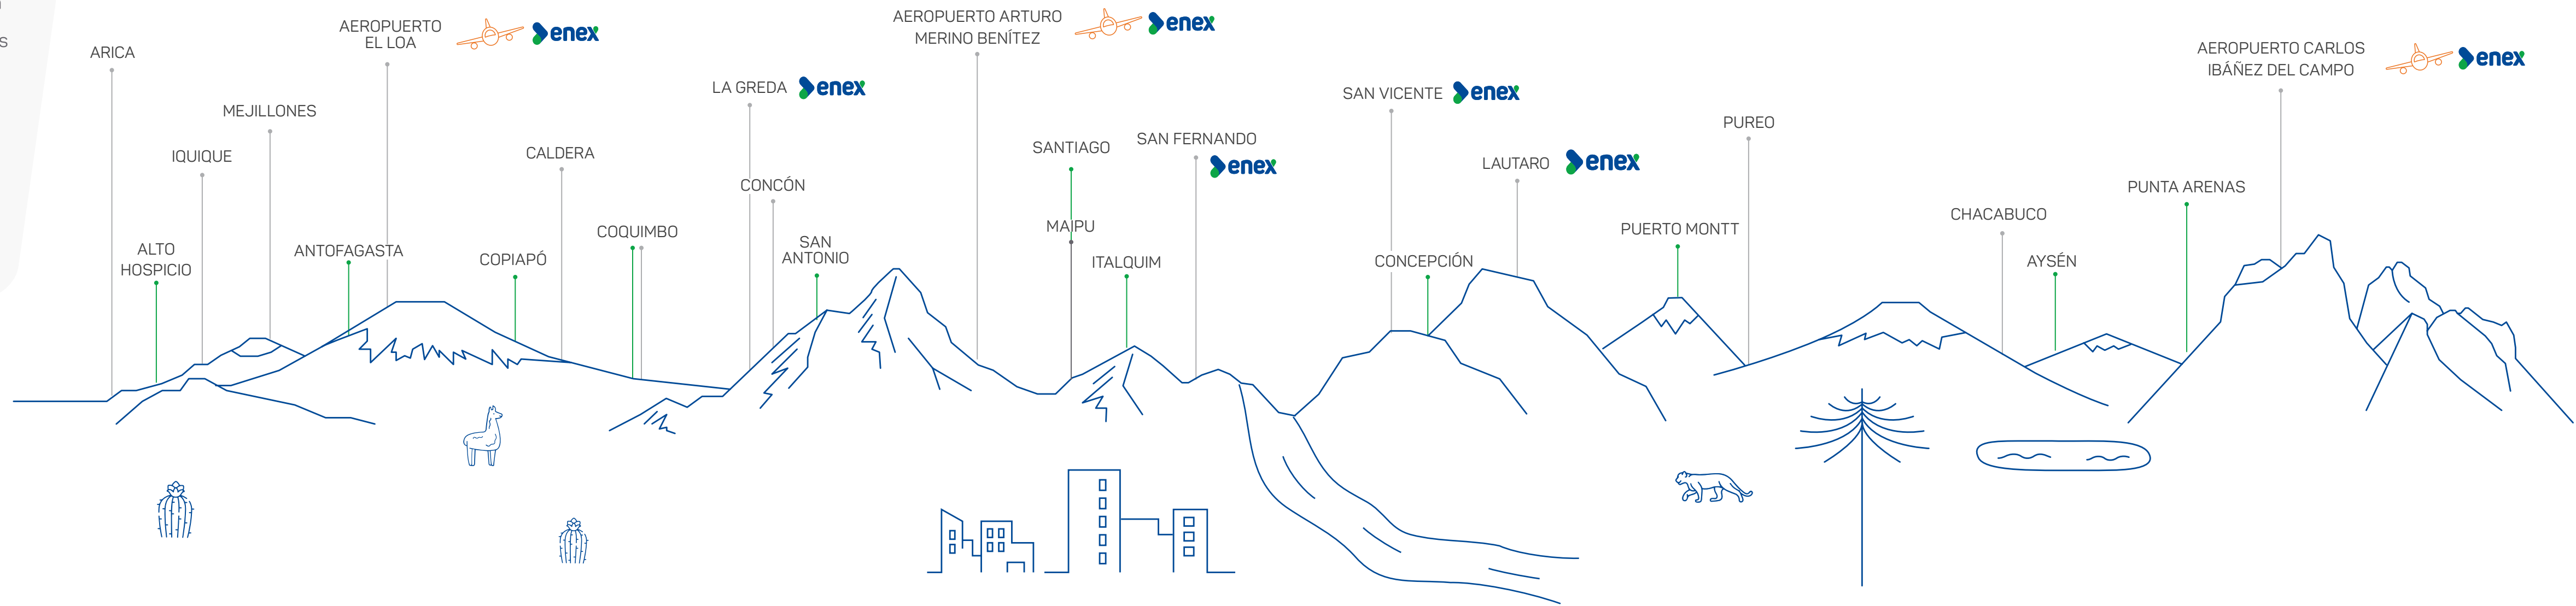 ARICA
ALTO
HOSPICIO
IQUIQUE
MEJILLONES
ANTOFAGASTA
AEROPUERTO
EL LOA
enex
COPIAPÓ
CALDERA
COQUIMBO
LA GREDA
enex
CONCÓN
SAN
ANTONIO
AEROPUERTO ARTURO
MERINO BENÍTEZ
enex
SANTIAGO
MAIPU
ITALQUIM
SAN FERNANDO
enex
SAN VICENTE
enex
CONCEPCIÓN
LAUTARO
enex
PUERTO MONTT
PUREO
CHACABUCO
AYSÉN
PUNTA ARENAS
AEROPUERTO CARLOS
IBÁÑEZ DEL CAMPO
enex